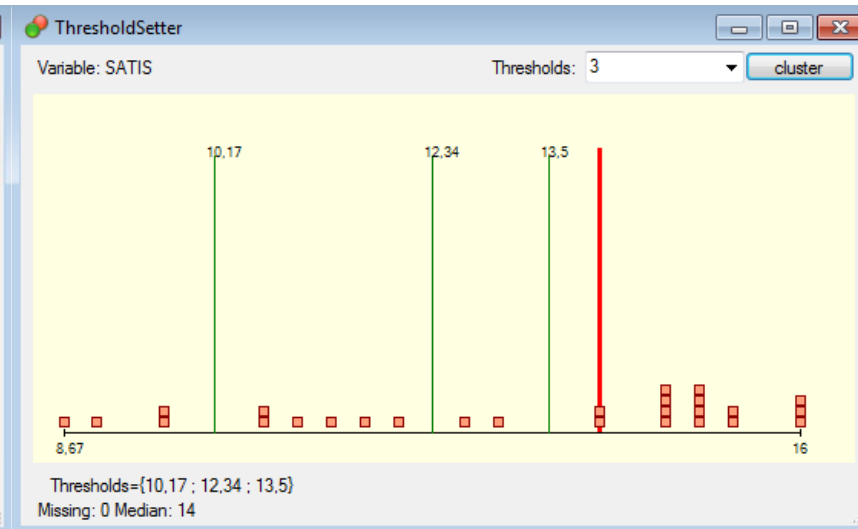 ThresholdSetter
Variable: SATIS Thresholds: 3 cluster
10,17 12,34 13,5
8,67 16
Thresholds={10,17 ; 12,34 ; 13,5}
Missing: 0 Median: 14